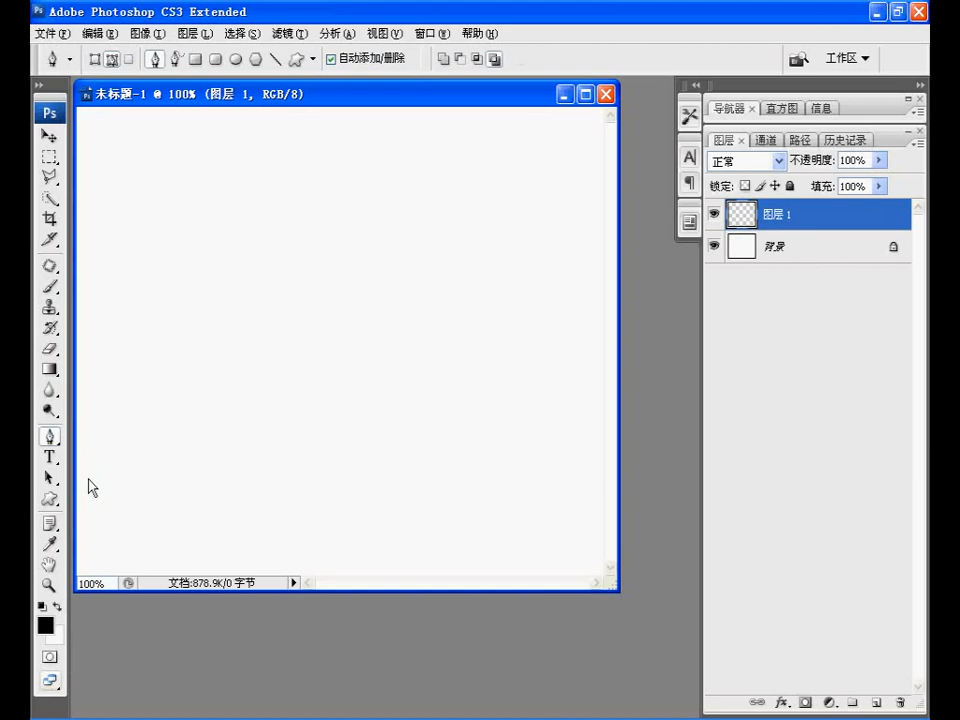 Adobe Photoshop CS3 Extended
文件(F) 编辑(E) 图像(I) 图层(L) 选择(S) 滤镜(T) 分析(A) 视图(V) 窗口(W) 帮助(H)
自动添加/删除 工作区
未标题-1 @ 100% (图层 1, RGB/8)
Ps
导航器 × 直方图 信息
图层 × 通道 路径 历史记录
正常 不透明度: 100%
锁定: 填充: 100%
图层 1
背景
A
T
100% 文档:878.9K/0 字节
fx